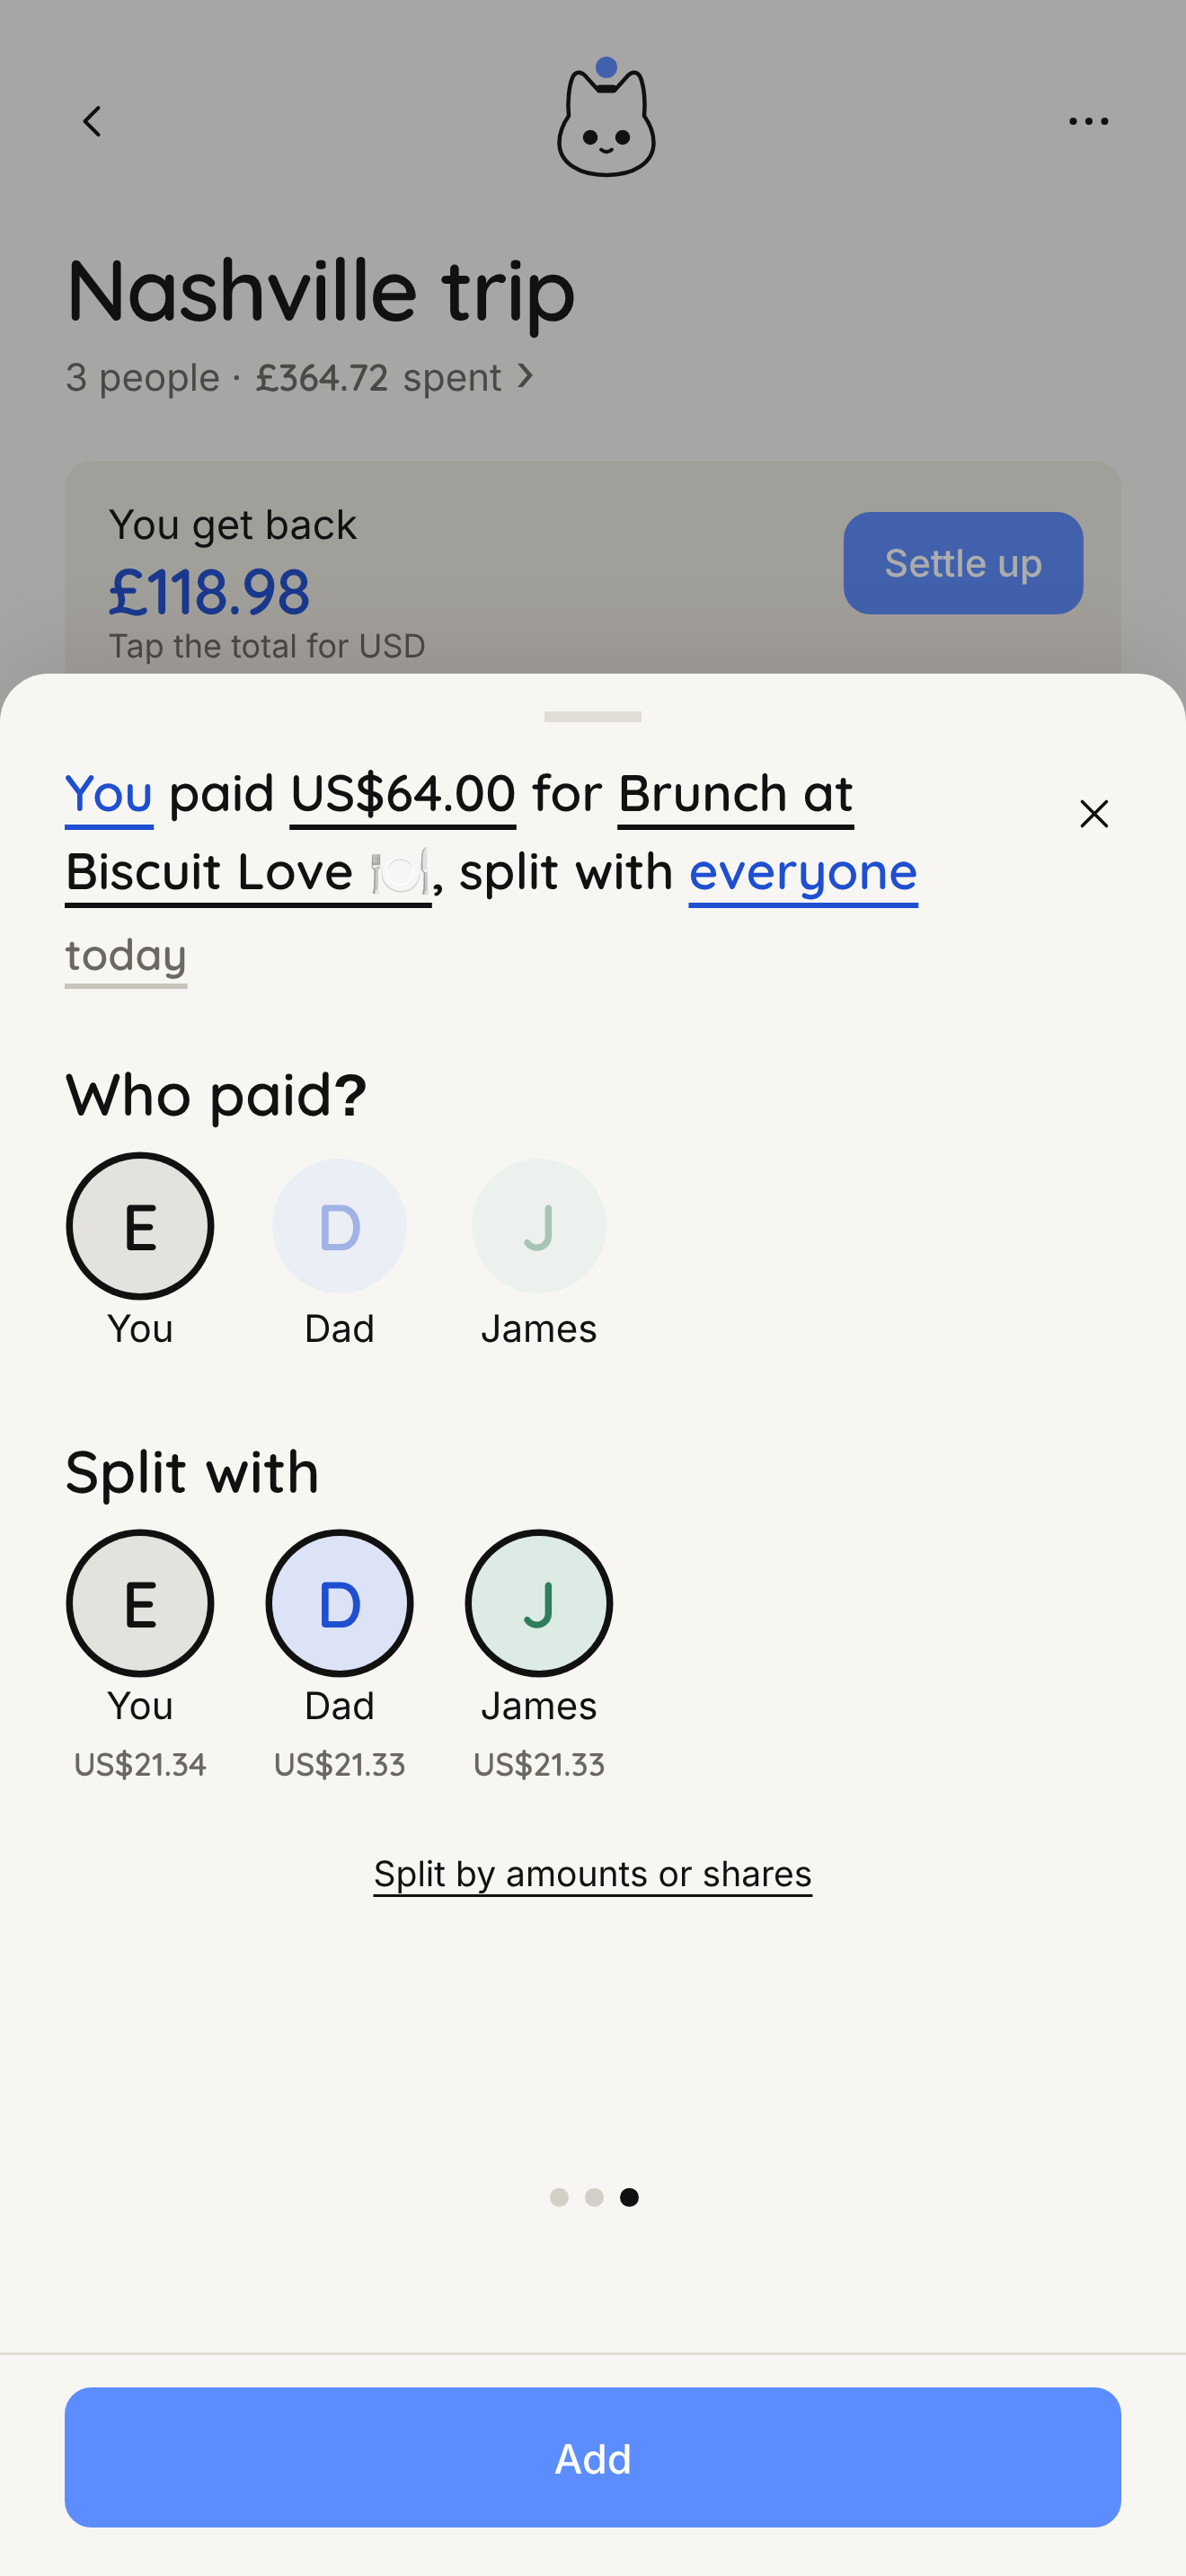 Nashville trip
3 people · £364.72 spent >
You get back
£118.98
Tap the total for USD
Settle up
You paid US$64.00 for Brunch at
Biscuit Love 🍽️, split with everyone
today
Who paid?
E D J
You Dad James
Split with
E D J
You Dad James
US$21.34 US$21.33 US$21.33
Split by amounts or shares
Add